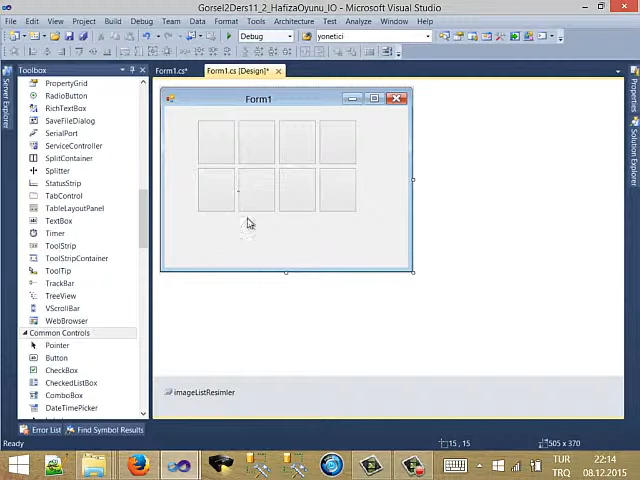 Gorsel2Ders11_2_HafizaOyunu_IO - Microsoft Visual Studio
File Edit View Project Build Debug Team Data Format Tools Architecture Test Analyze Window Help
Debug yonetici
Toolbox
Form1.cs* Form1.cs [Design]*
Server Explorer
Properties
Solution Explorer
PropertyGrid
RadioButton
RichTextBox
SaveFileDialog
SerialPort
ServiceController
SplitContainer
Splitter
StatusStrip
TabControl
TableLayoutPanel
TextBox
Timer
ToolStrip
ToolStripContainer
ToolTip
TrackBar
TreeView
VScrollBar
WebBrowser
Common Controls
Pointer
Button
CheckBox
CheckedListBox
ComboBox
DateTimePicker
Form1
imageListResimler
Error List Find Symbol Results
Ready 15 , 15 505 x 370
TUR 22:14
TRQ 08.12.2015